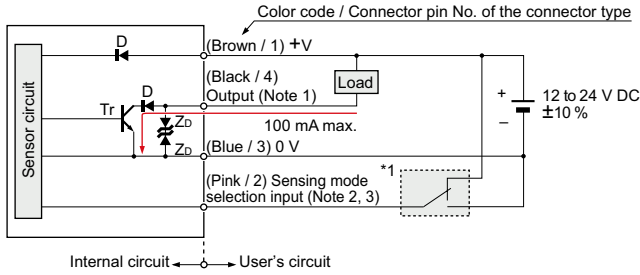 Color code / Connector pin No. of the connector type
D
(Brown / 1) +V
(Black / 4)
Output (Note 1)
Load
D
Tr
ZD
ZD
100 mA max.
+
–
12 to 24 V DC
±10 %
Sensor circuit
(Blue / 3) 0 V
*1
(Pink / 2) Sensing mode
selection input (Note 2, 3)
Internal circuit
User's circuit